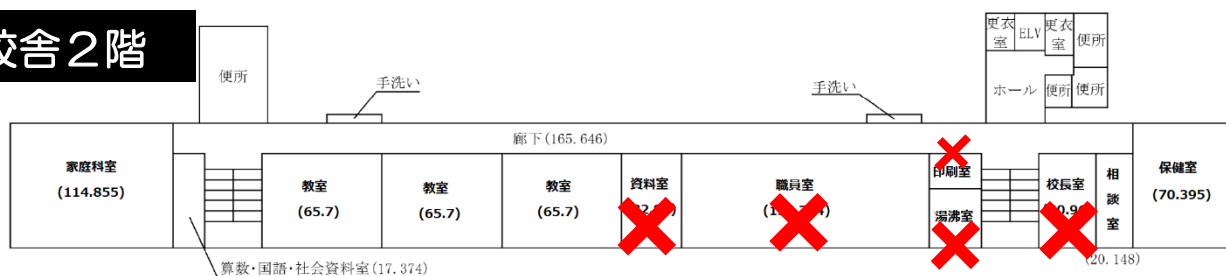 校舎２階
便所
手洗い
手洗い
更衣室
ELV
更衣室
便所
ホール
便所
便所
廊下(165.646)
家庭科室
(114.855)
教室
(65.7)
教室
(65.7)
教室
(65.7)
資料室
職員室
印刷室
湯沸室
校長室
相談室
保健室
(70.395)
算数・国語・社会資料室(17.374)
(20.148)